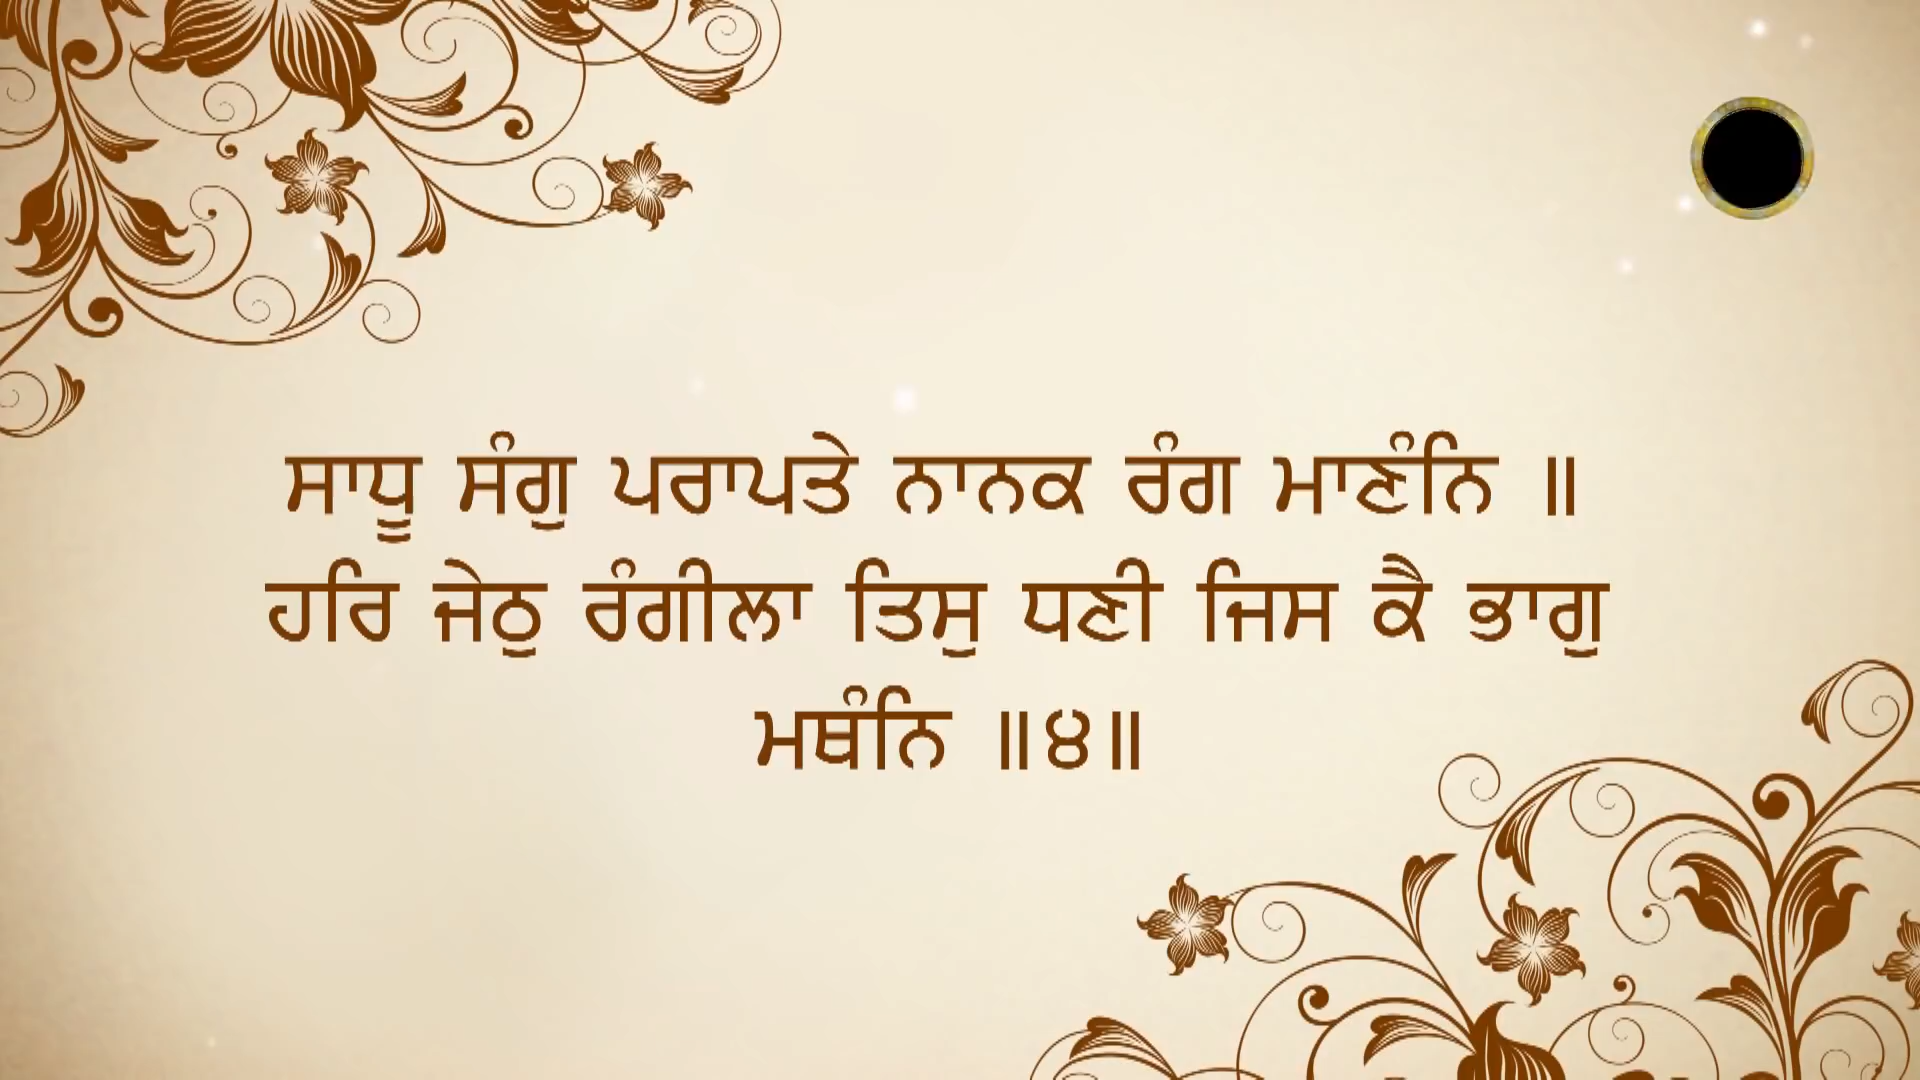 ਸਾਧੂ ਸੰਗੁ ਪਰਾਪਤੇ ਨਾਨਕ ਰੰਗ ਮਾਣੰਨਿ ॥
ਹਰਿ ਜੇਠੁ ਰੰਗੀਲਾ ਤਿਸੁ ਧਣੀ ਜਿਸ ਕੈ ਭਾਗੁ
ਮਥੰਨਿ ॥੪॥